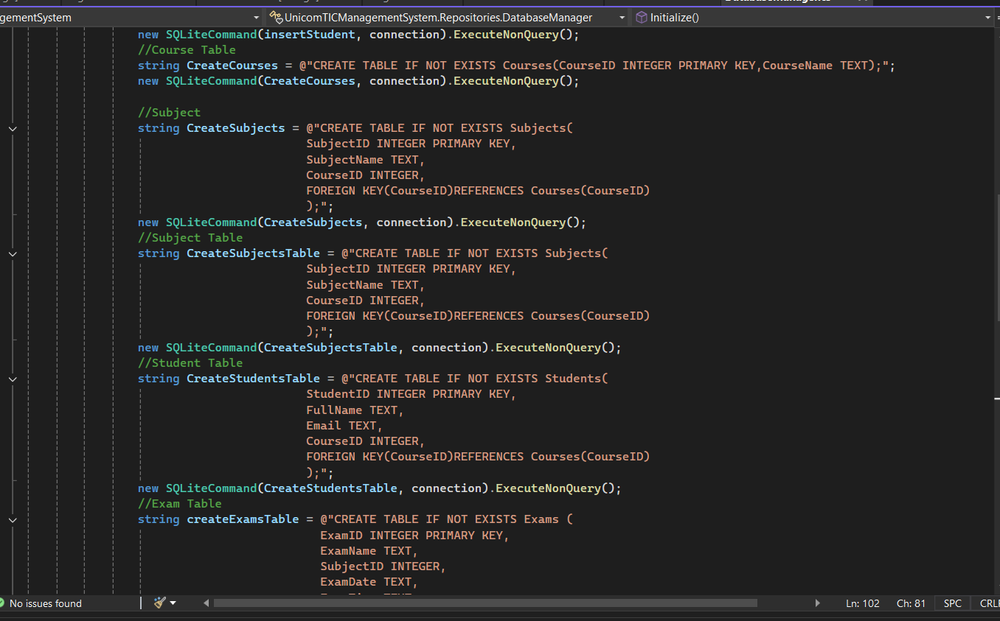 gementSystem
UnicomTICManagementSystem.Repositories.DatabaseManager
Initialize()
new SQLiteCommand(insertStudent, connection).ExecuteNonQuery();
//Course Table
string CreateCourses = @"CREATE TABLE IF NOT EXISTS Courses(CourseID INTEGER PRIMARY KEY,CourseName TEXT);";
new SQLiteCommand(CreateCourses, connection).ExecuteNonQuery();
//Subject
string CreateSubjects = @"CREATE TABLE IF NOT EXISTS Subjects(
SubjectID INTEGER PRIMARY KEY,
SubjectName TEXT,
CourseID INTEGER,
FOREIGN KEY(CourseID)REFERENCES Courses(CourseID)
);";
new SQLiteCommand(CreateSubjects, connection).ExecuteNonQuery();
//Subject Table
string CreateSubjectsTable = @"CREATE TABLE IF NOT EXISTS Subjects(
SubjectID INTEGER PRIMARY KEY,
SubjectName TEXT,
CourseID INTEGER,
FOREIGN KEY(CourseID)REFERENCES Courses(CourseID)
);";
new SQLiteCommand(CreateSubjectsTable, connection).ExecuteNonQuery();
//Student Table
string CreateStudentsTable = @"CREATE TABLE IF NOT EXISTS Students(
StudentID INTEGER PRIMARY KEY,
FullName TEXT,
Email TEXT,
CourseID INTEGER,
FOREIGN KEY(CourseID)REFERENCES Courses(CourseID)
);";
new SQLiteCommand(CreateStudentsTable, connection).ExecuteNonQuery();
//Exam Table
string createExamsTable = @"CREATE TABLE IF NOT EXISTS Exams (
ExamID INTEGER PRIMARY KEY,
ExamName TEXT,
SubjectID INTEGER,
ExamDate TEXT,
No issues found
Ln: 102
Ch: 81
SPC
CRL